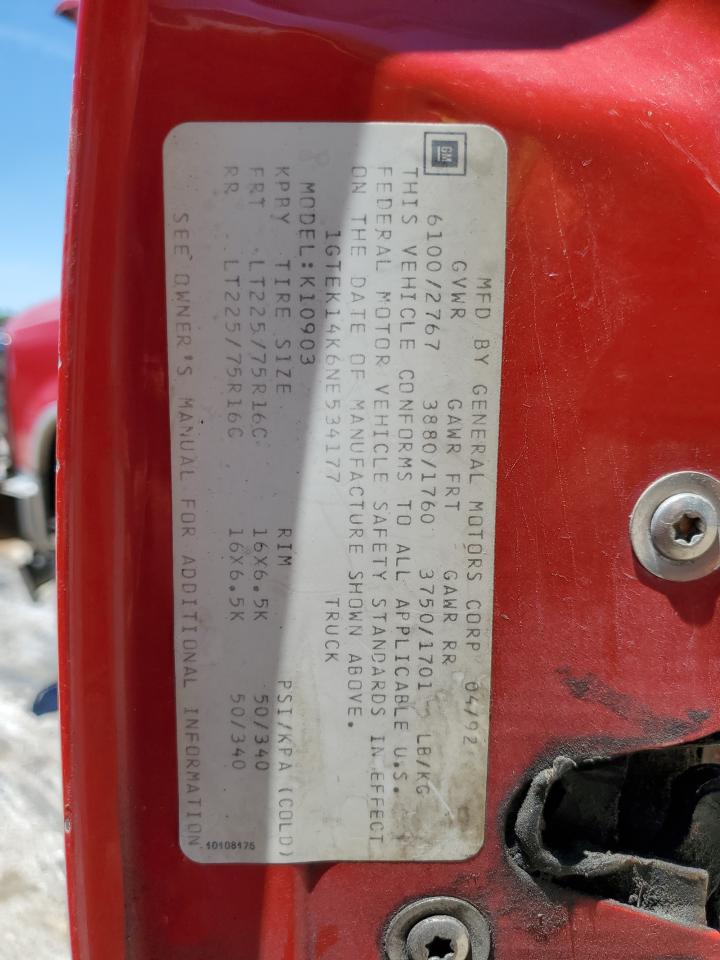 GM
MFD BY GENERAL MOTORS CORP 04/92
GVWR GAWR FRT GAWR RR
6100/2767 3880/1760 3750/1701 LB/KG
THIS VEHICLE CONFORMS TO ALL APPLICABLE U.S.
FEDERAL MOTOR VEHICLE SAFETY STANDARDS IN EFFECT
ON THE DATE OF MANUFACTURE SHOWN ABOVE.
1GTEK14K6NE534177 TRUCK
MODEL:K10903
KPRY TIRE SIZE RIM PSI/KPA (COLD)
FRT LT225/75R16C 16X6.5K 50/340
RR LT225/75R16C 16X6.5K 50/340
SEE OWNER'S MANUAL FOR ADDITIONAL INFORMATION
10108175